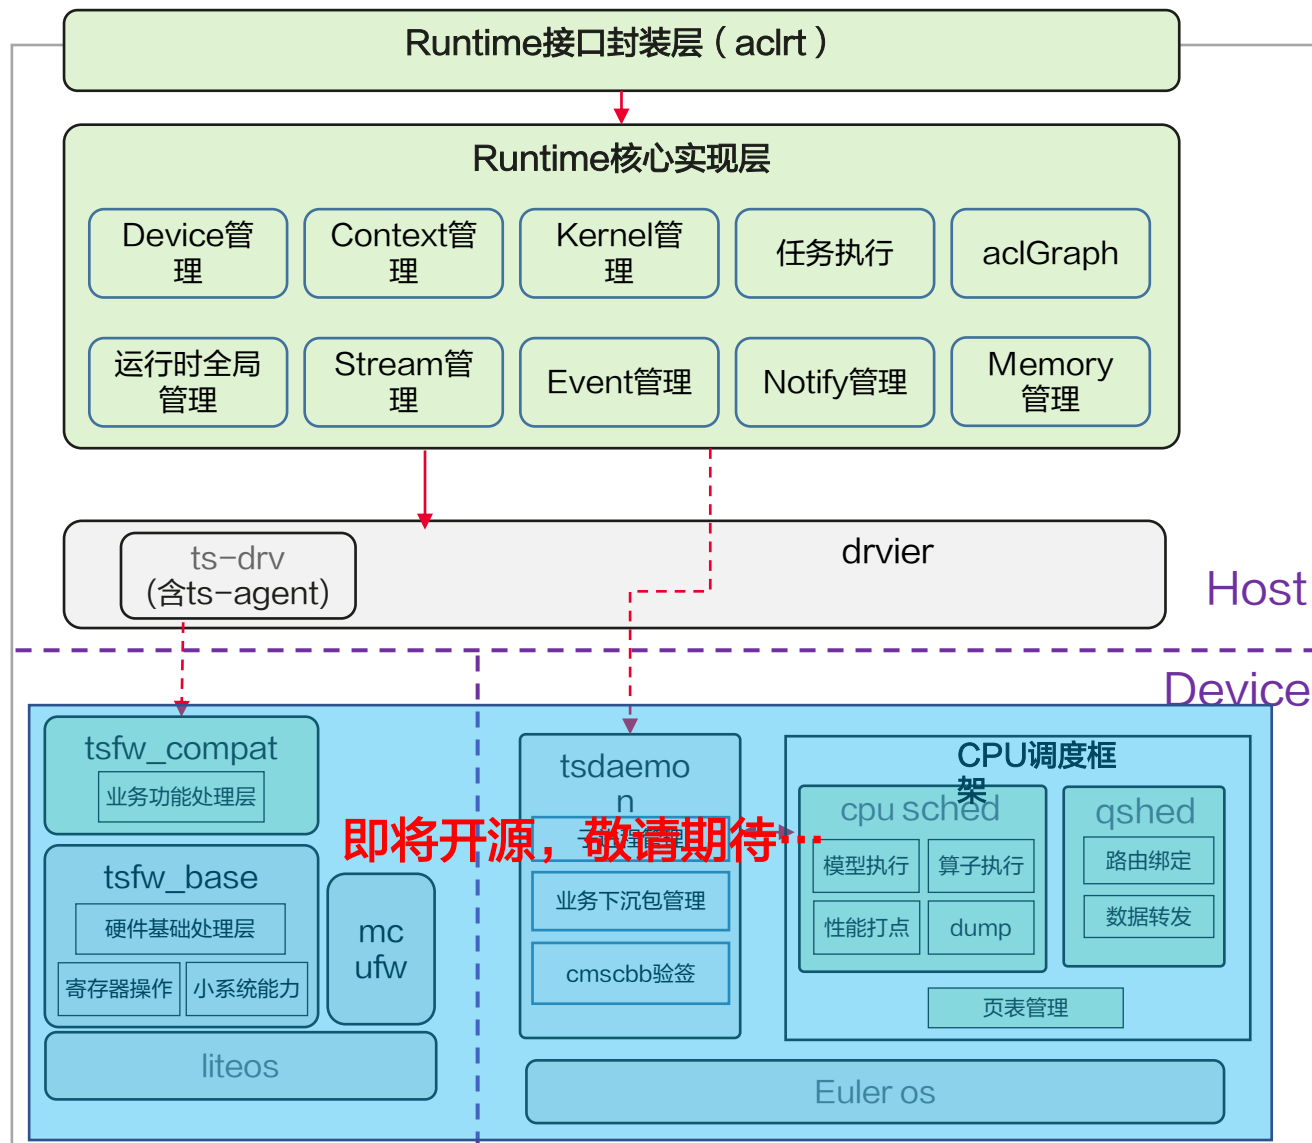 Runtime接口封装层（aclrt）
Runtime核心实现层
Device管
理
Context管
理
Kernel管
理
任务执行
aclGraph
运行时全局
管理
Stream管
理
Event管理
Notify管理
Memory
管理
ts-drv
(含ts-agent)
drvier
Host
Device
tsfw_compat
业务功能处理层
tsfw_base
硬件基础处理层
寄存器操作
小系统能力
mc
ufw
liteos
tsdaemo
n
子进程管理
业务下沉包管理
cmscbb验签
即将开源，敬请期待…
CPU调度框
架
cpu sched
模型执行
算子执行
性能打点
dump
qshed
路由绑定
数据转发
页表管理
Euler os